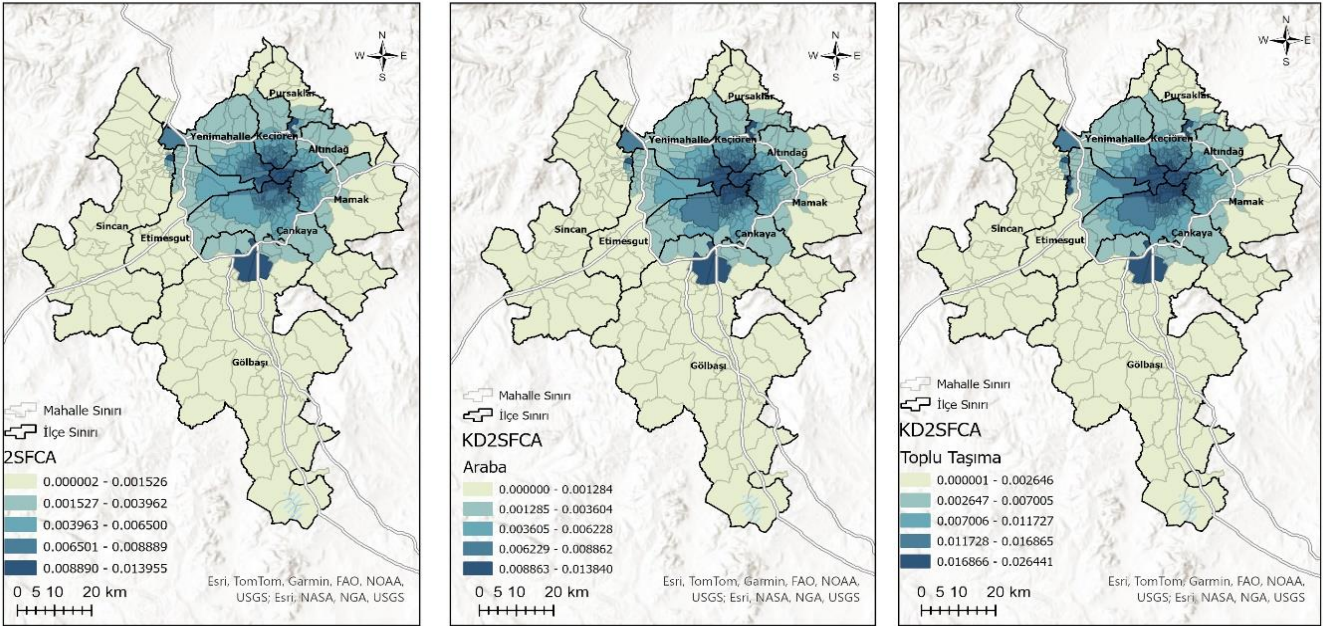 N
W E
S
Pursaklar
Yenimahalle Keçiören
Altındağ
Mamak
Sincan
Etimesgut
Çankaya
Gölbaşı
Mahalle Sınırı
İlçe Sınırı
2SFCA
0.000002 - 0.001526
0.001527 - 0.003962
0.003963 - 0.006500
0.006501 - 0.008889
0.008890 - 0.013955
0 5 10 20 km
Esri, TomTom, Garmin, FAO, NOAA,
USGS; Esri, NASA, NGA, USGS
N
W E
S
Pursaklar
Yenimahalle Keçiören
Altındağ
Mamak
Sincan
Etimesgut
Çankaya
Gölbaşı
Mahalle Sınırı
İlçe Sınırı
KD2SFCA
Araba
0.000000 - 0.001284
0.001285 - 0.003604
0.003605 - 0.006228
0.006229 - 0.008862
0.008863 - 0.013840
0 5 10 20 km
Esri, TomTom, Garmin, FAO, NOAA,
USGS; Esri, NASA, NGA, USGS
N
W E
S
Pursaklar
Yenimahalle Keçiören
Altındağ
Mamak
Sincan
Etimesgut
Çankaya
Gölbaşı
Mahalle Sınırı
İlçe Sınırı
KD2SFCA
Toplu Taşıma
0.000001 - 0.002646
0.002647 - 0.007005
0.007006 - 0.011727
0.011728 - 0.016865
0.016866 - 0.026441
0 5 10 20 km
Esri, TomTom, Garmin, FAO, NOAA,
USGS; Esri, NASA, NGA, USGS